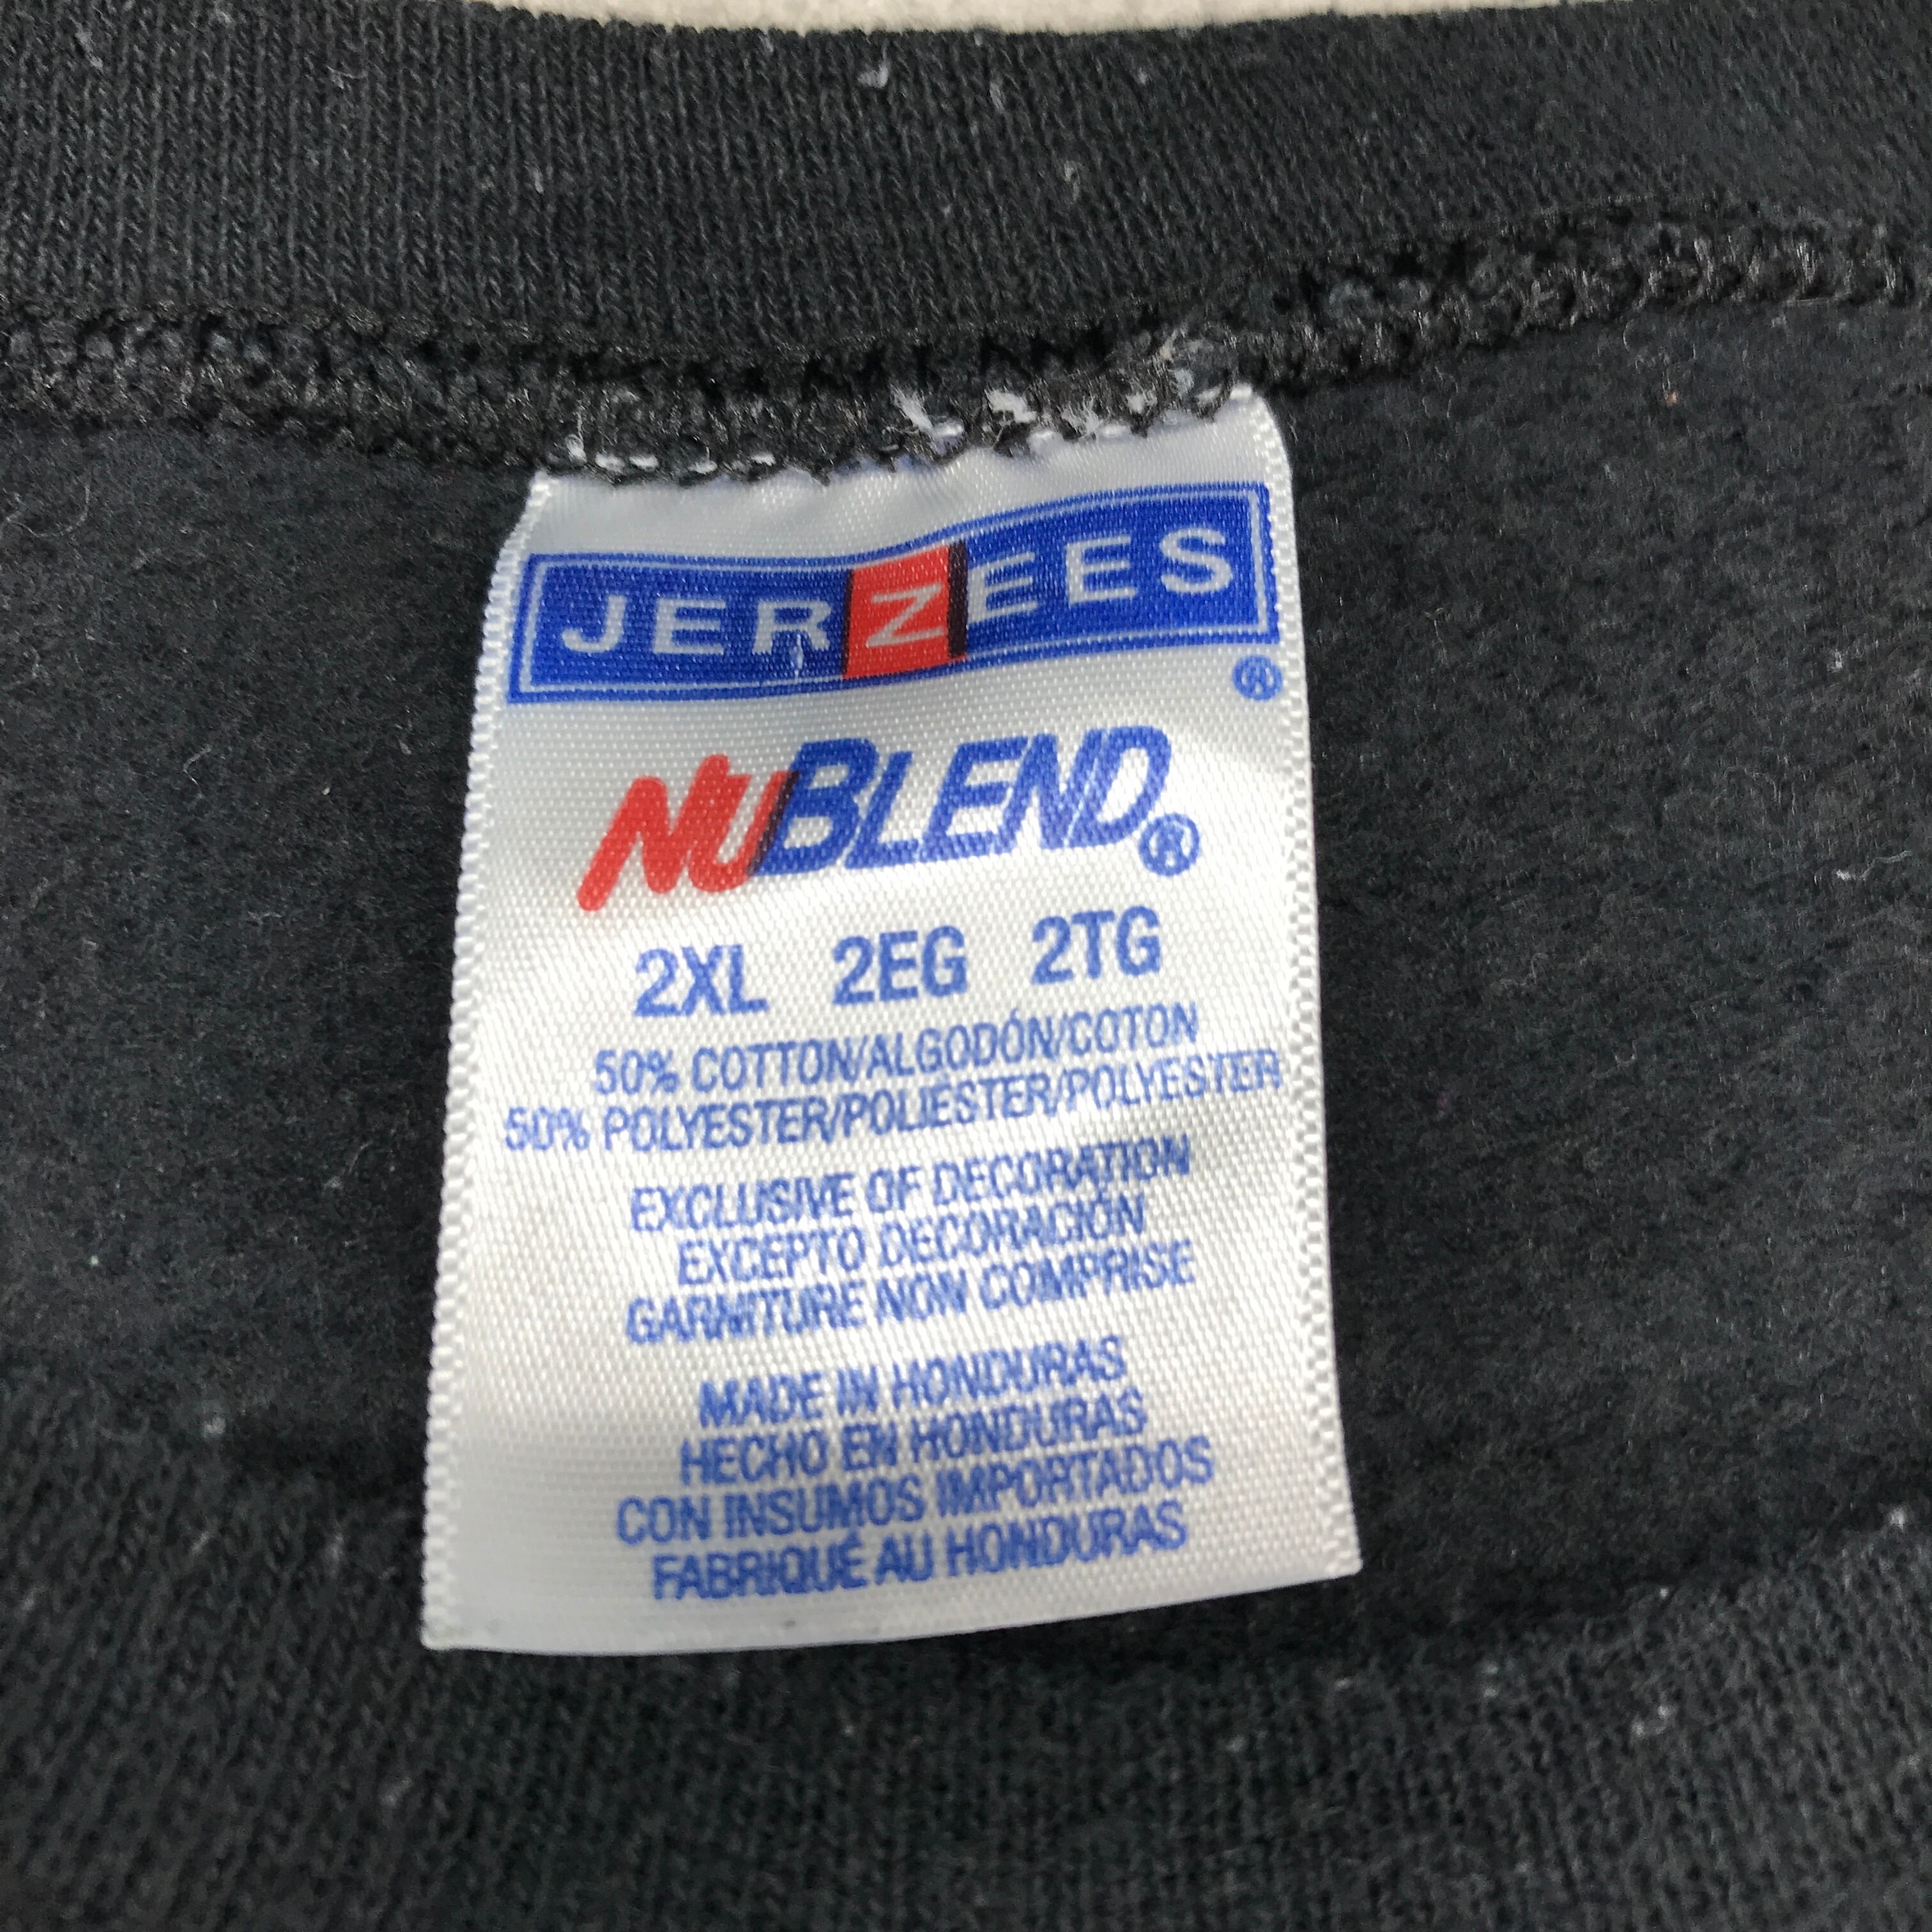 JERZEES
®
NUBLEND®
2XL 2EG 2TG
50% COTTON/ALGODÓN/COTON
50% POLYESTER/POLIÉSTER/POLYESTER
EXCLUSIVE OF DECORATION
EXCEPTO DECORACIÓN
GARNITURE NON COMPRISE
MADE IN HONDURAS
HECHO EN HONDURAS
CON INSUMOS IMPORTADOS
FABRIQUÉ AU HONDURAS